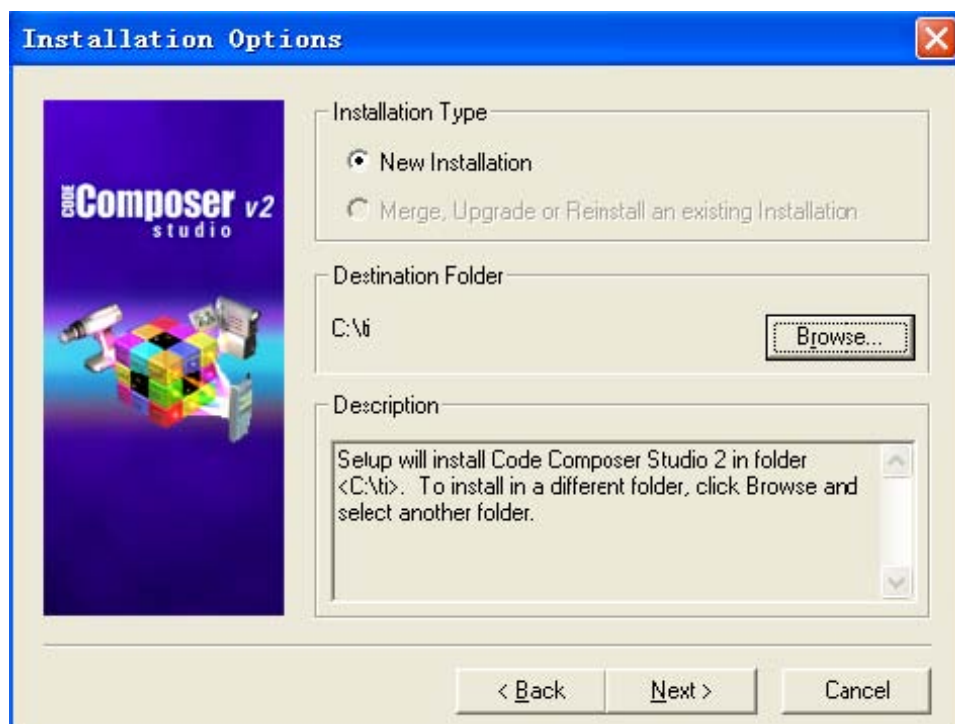 Installation Options
CODE Composer v2
studio
Installation Type
New Installation
Merge, Upgrade or Reinstall an existing Installation
Destination Folder
C:\ti
Browse...
Description
Setup will install Code Composer Studio 2 in folder
<C:\ti>. To install in a different folder, click Browse and
select another folder.
< Back
Next >
Cancel